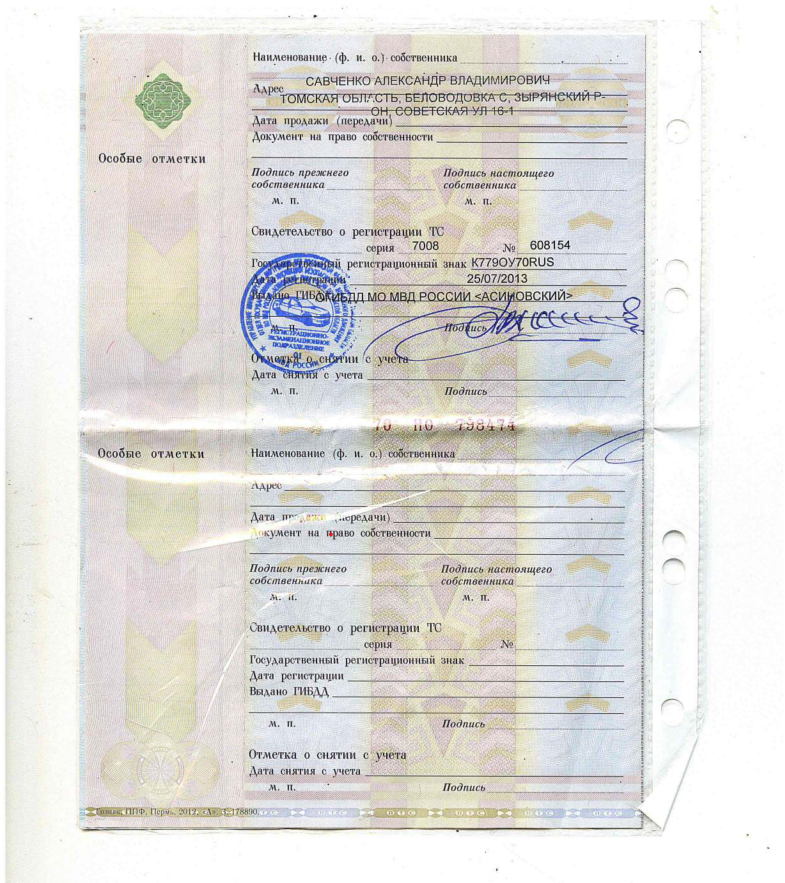 Наименование (ф. и. о.) собственника
САВЧЕНКО АЛЕКСАНДР ВЛАДИМИРОВИЧ
Адрес
ТОМСКАЯ ОБЛАСТЬ, БЕЛОВОДОВКА С, ЗЫРЯНСКИЙ Р-
ОН, СОВЕТСКАЯ УЛ 16-1
Дата продажи (передачи)
Документ на право собственности
Особые отметки
Подпись прежнего собственника
Подпись настоящего собственника
м. п. м. п.
Свидетельство о регистрации ТС
серия 7008 № 608154
Государственный регистрационный знак К779ОУ70RUS
Дата регистрации 25/07/2013
Выдано ГИБДД МО МВД РОССИИ <АСИНОВСКИЙ>
м. п. Подпись
РЕГИСТРАЦИОННО-
ЭКЗАМЕНАЦИОННОЕ
ПОДРАЗДЕЛЕНИЕ
МВД РОССИИ
Отметка о снятии с учета
Дата снятия с учета
м. п. Подпись
70 НО 798474
Особые отметки
Наименование (ф. и. о.) собственника
Адрес
Дата продажи (передачи)
Документ на право собственности
Подпись прежнего собственника
Подпись настоящего собственника
м. п. м. п.
Свидетельство о регистрации ТС
серия №
Государственный регистрационный знак
Дата регистрации
Выдано ГИБДД
м. п. Подпись
Отметка о снятии с учета
Дата снятия с учета
м. п. Подпись
ППФ, Пермь, 2012, «А»